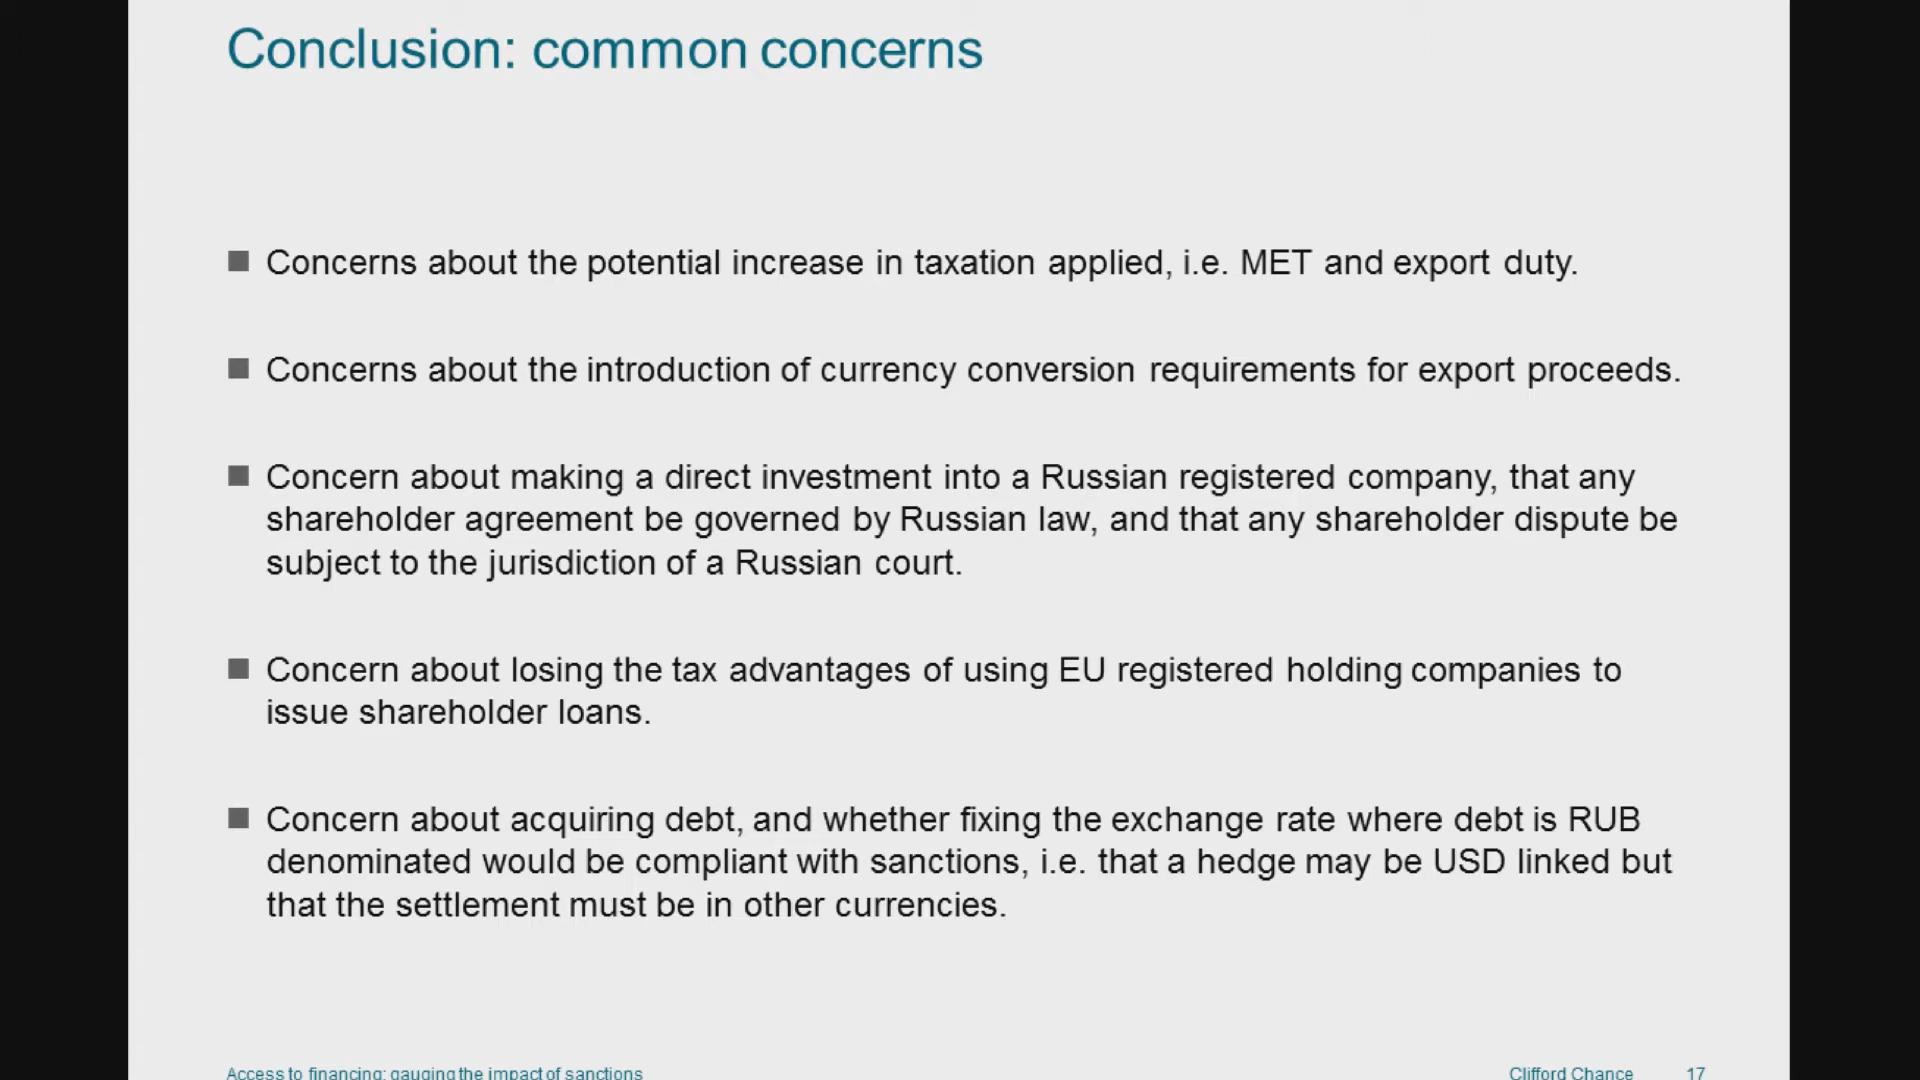 Conclusion: common concerns
Concerns about the potential increase in taxation applied, i.e. MET and export duty.
Concerns about the introduction of currency conversion requirements for export proceeds.
Concern about making a direct investment into a Russian registered company, that any
shareholder agreement be governed by Russian law, and that any shareholder dispute be
subject to the jurisdiction of a Russian court.
Concern about losing the tax advantages of using EU registered holding companies to
issue shareholder loans.
Concern about acquiring debt, and whether fixing the exchange rate where debt is RUB
denominated would be compliant with sanctions, i.e. that a hedge may be USD linked but
that the settlement must be in other currencies.
Access to financing: gauging the impact of sanctions
Clifford Chance 17